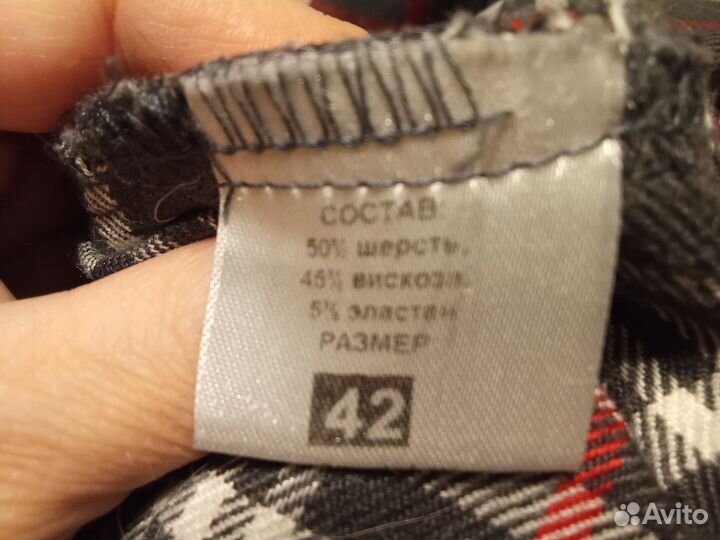 СОСТАВ
50% шерсть,
45% вискоза,
5% эластан
РАЗМЕР
42
Avito